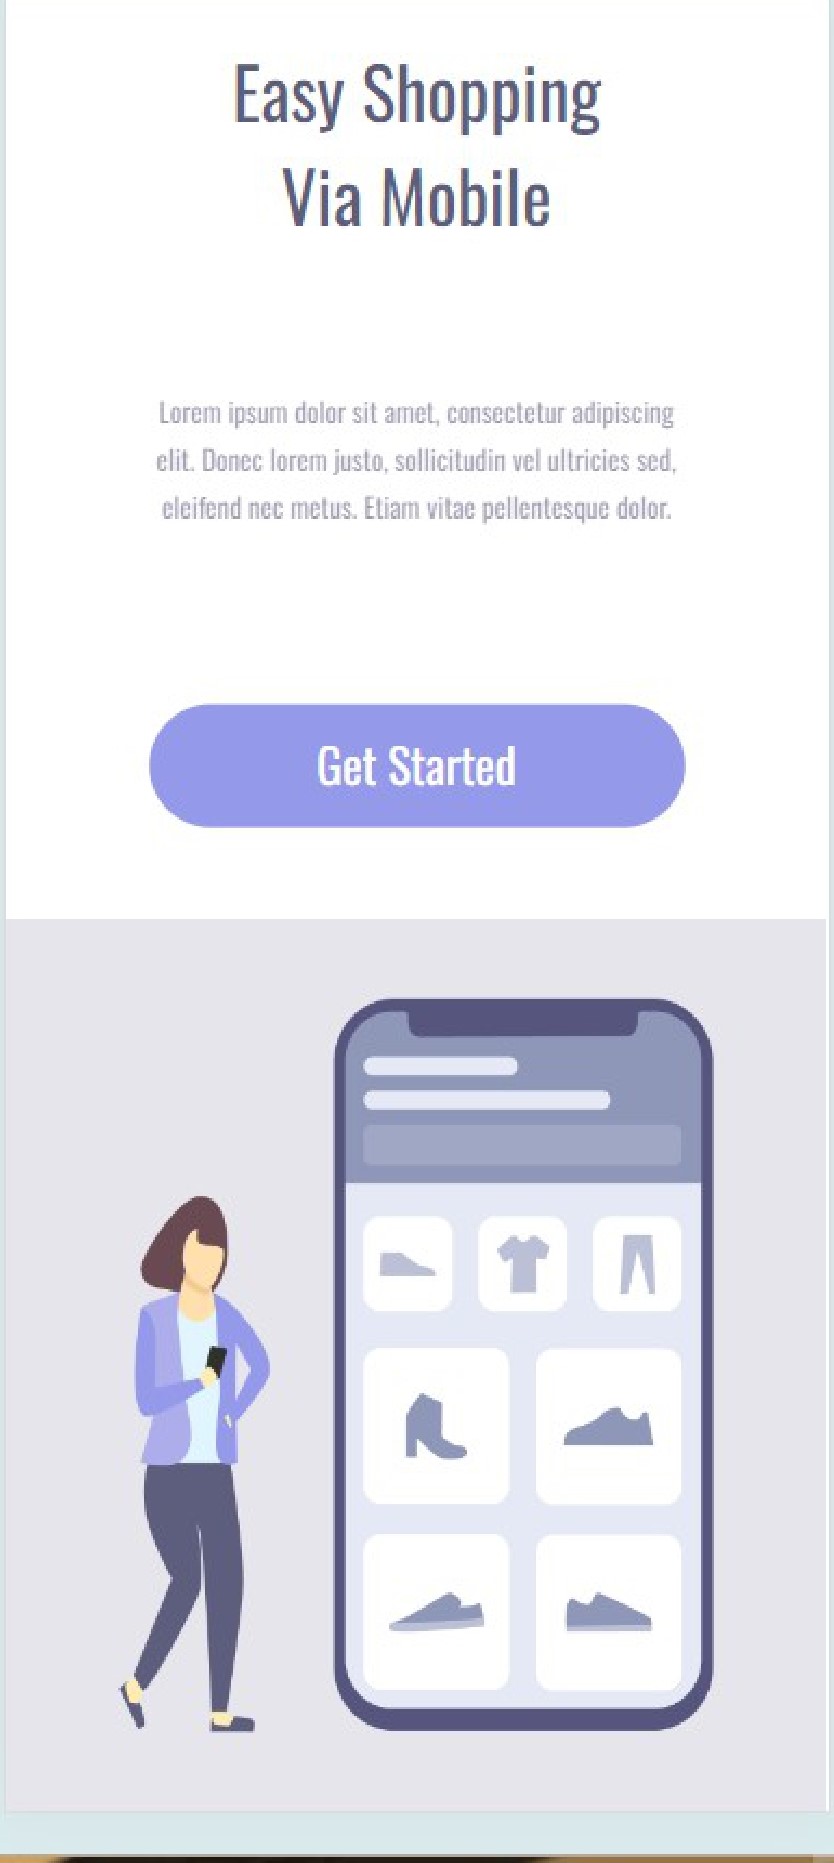 Easy Shopping
Via Mobile
Lorem ipsum dolor sit amet, consectetur adipiscing
elit. Donec lorem justo, sollicitudin vel ultricies sed,
eleifend nec metus. Etiam vitae pellentesque dolor.
Get Started